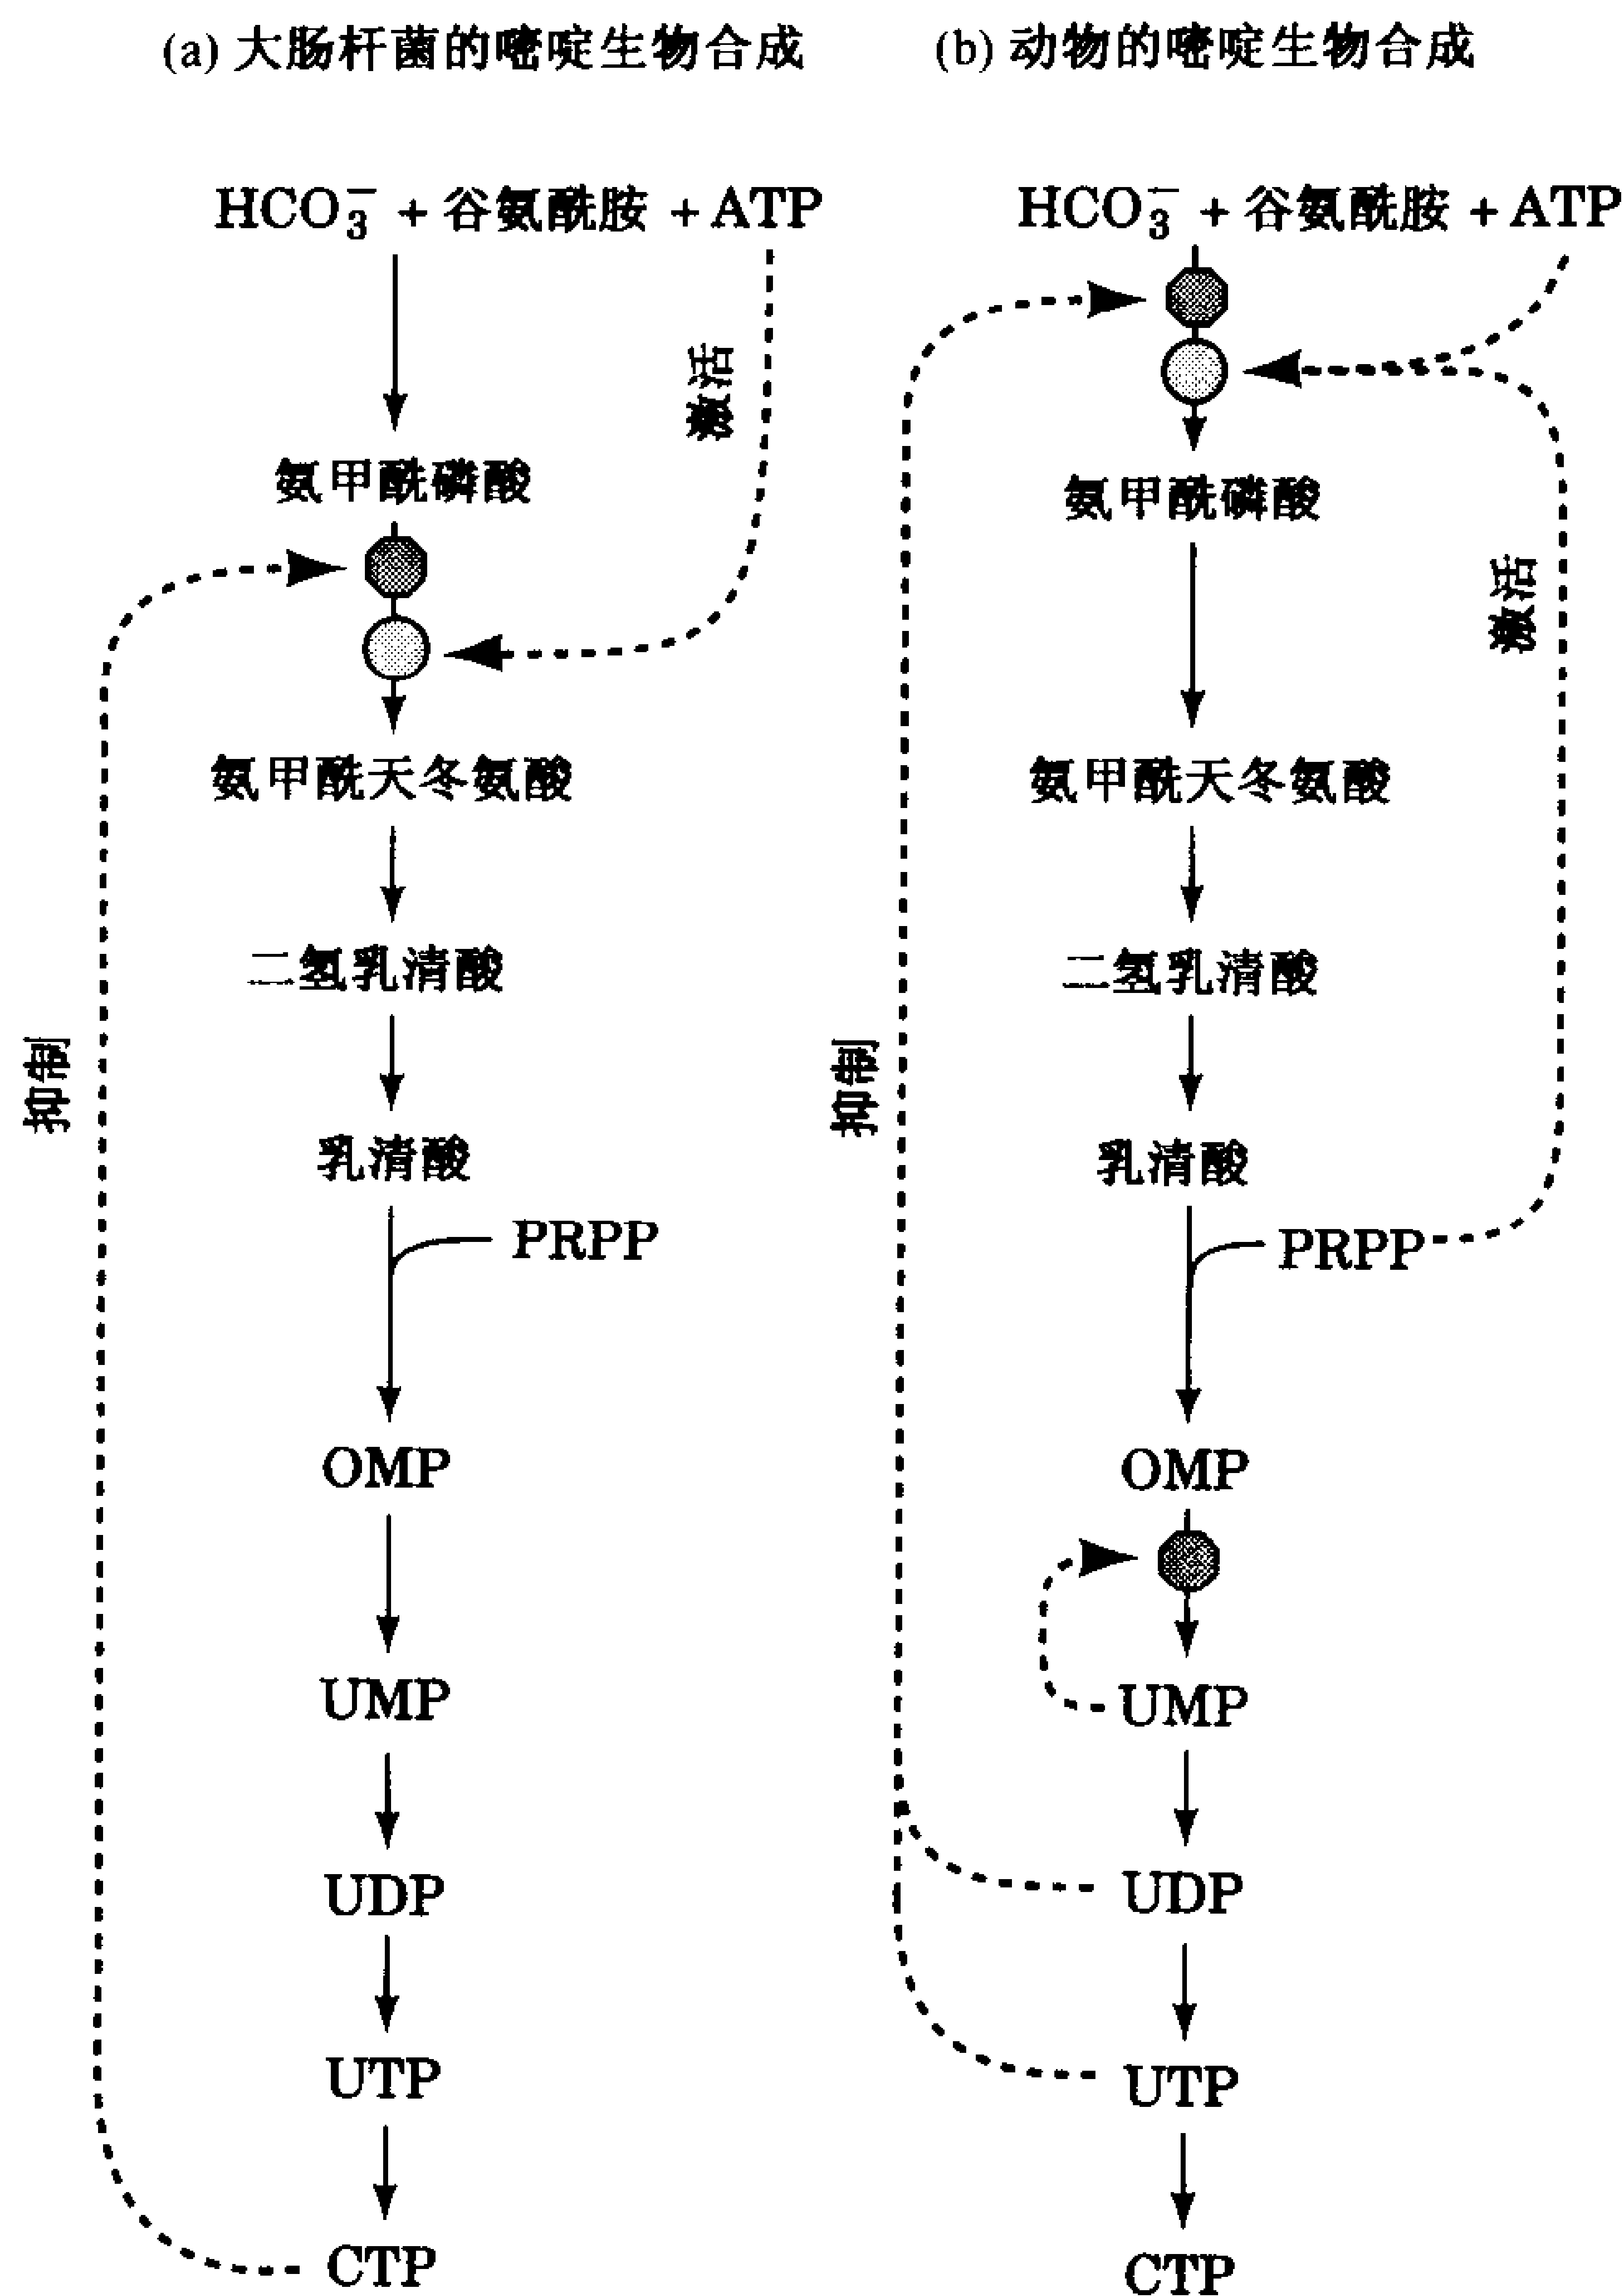 (a) 大肠杆菌的嘧啶生物合成
HCO₃⁻ + 谷氨酰胺 + ATP
激活
氨甲酰磷酸
氨甲酰天冬氨酸
二氢乳清酸
抑制
乳清酸
PRPP
OMP
UMP
UDP
UTP
CTP
(b) 动物的嘧啶生物合成
HCO₃⁻ + 谷氨酰胺 + ATP
氨甲酰磷酸
激活
氨甲酰天冬氨酸
二氢乳清酸
抑制
乳清酸
PRPP
OMP
UMP
UDP
UTP
CTP